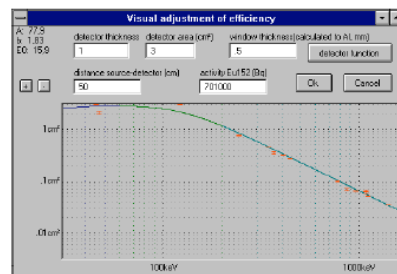 Visual adjustment of efficiency
A: 77,9
b: 1,83
E0: 15,9
detector thickness
detector area (cm²)
window thickness(calculated to Al, mm)
1
3
.5
detector function
distance source-detector (cm)
activity Eu152 (Bq)
+
-
50
701000
Ok
Cancel
1cm²
.1cm²
.01cm²
100keV
1000keV